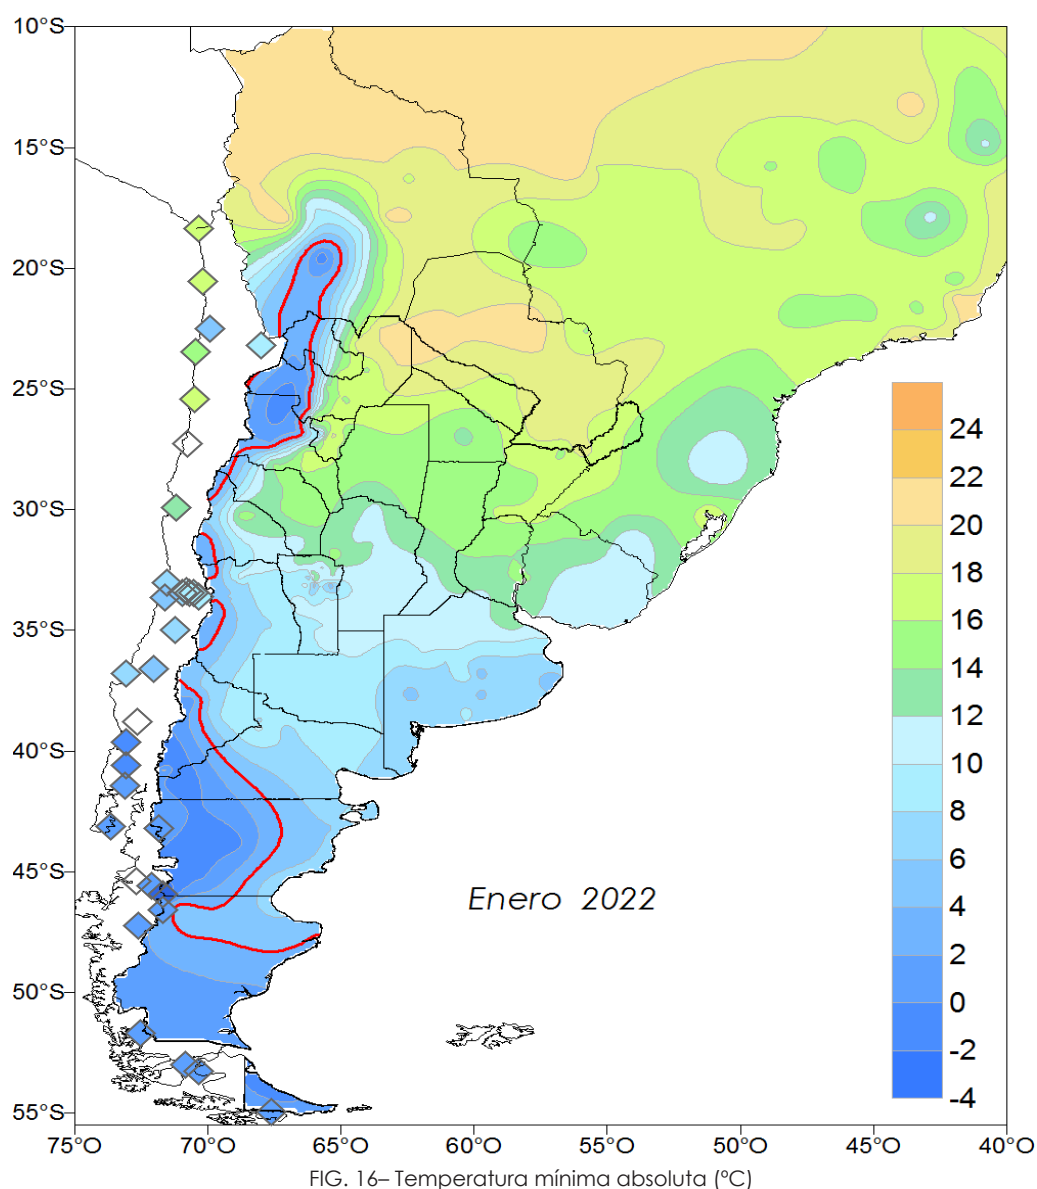 10°S
15°S
20°S
25°S
30°S
35°S
40°S
45°S
50°S
55°S
24
22
20
18
16
14
12
10
8
6
4
2
0
-2
-4
Enero 2022
75°O 70°O 65°O 60°O 55°O 50°O 45°O 40°O
FIG. 16– Temperatura mínima absoluta (ºC)